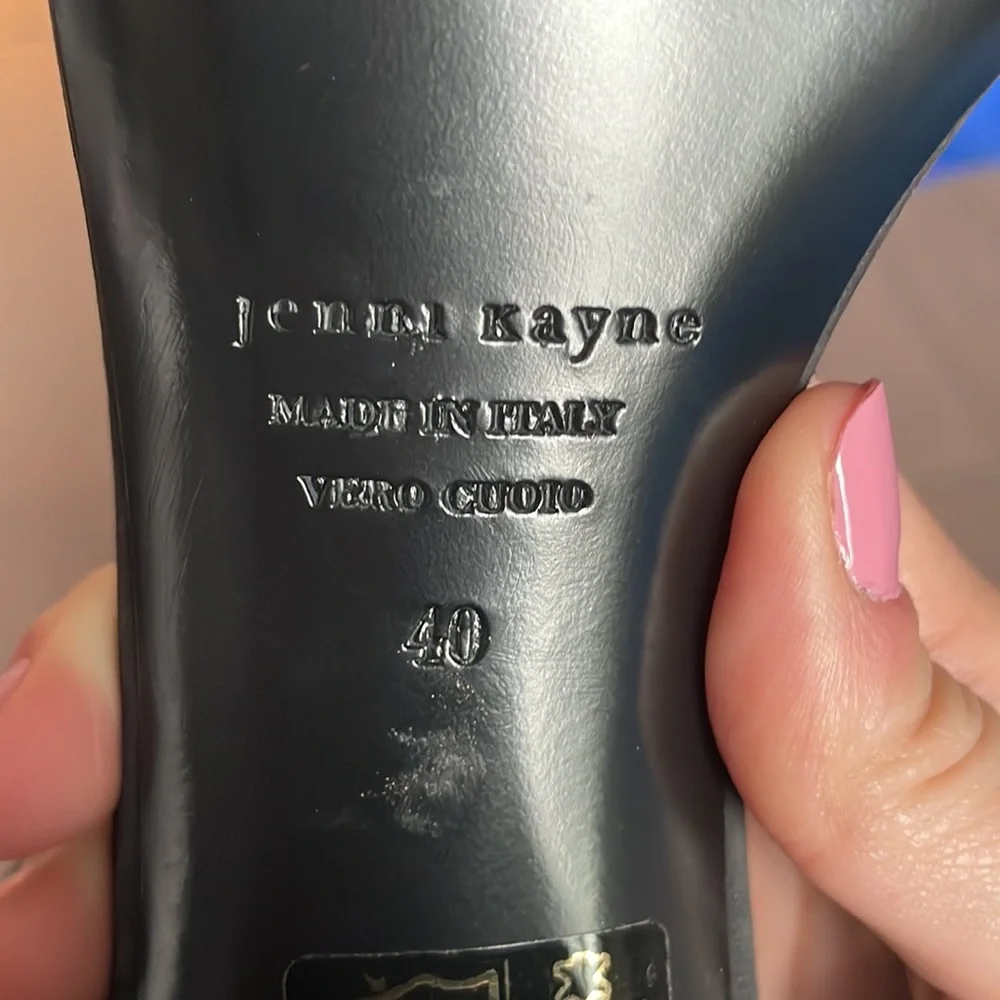 jenni kayne
MADE IN ITALY
VERO CUOIO
40